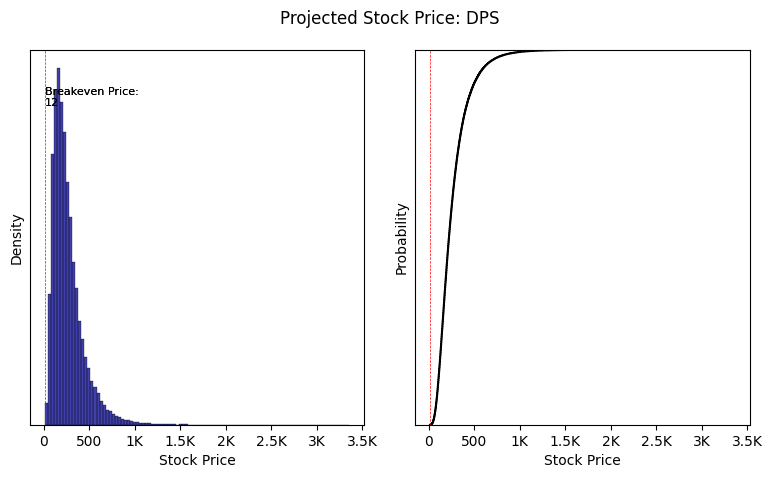 Projected Stock Price: DPS
Breakeven Price:
12
Density
0 500 1K 1.5K 2K 2.5K 3K 3.5K
Stock Price
Probability
0 500 1K 1.5K 2K 2.5K 3K 3.5K
Stock Price